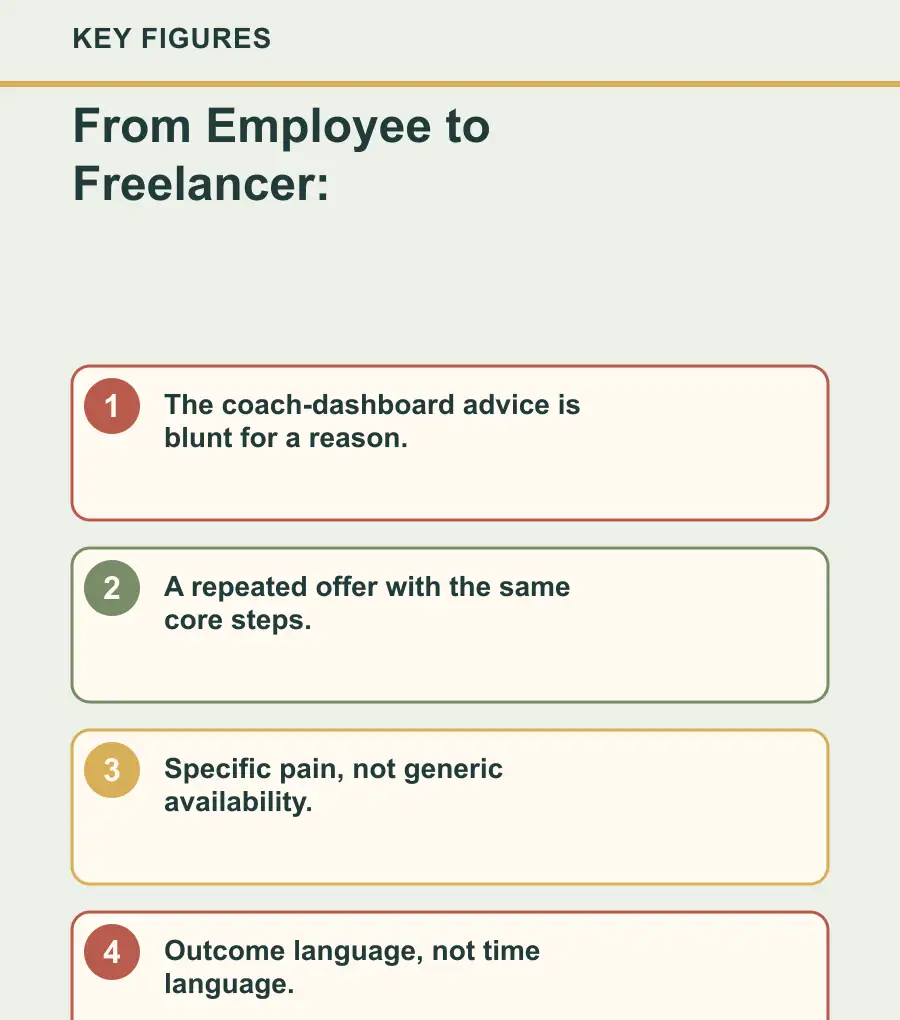 KEY FIGURES
From Employee to
Freelancer:
1
The coach-dashboard advice is
blunt for a reason.
2
A repeated offer with the same
core steps.
3
Specific pain, not generic
availability.
4
Outcome language, not time
language.